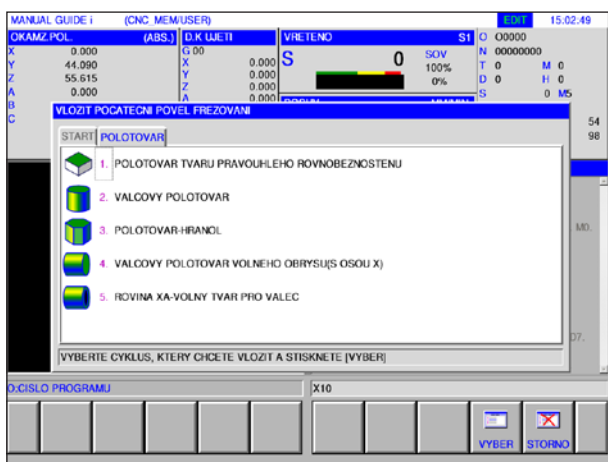 MANUAL GUIDE i (CNC_MEM/USER) EDIT 15:02:49
OKAMZ.POL. (ABS.) D.K UJETI VRETENO S1 O O0000
X 0.000 G 00 S 0 SOV N 00000000
Y 44.090 X 0.000 100% T 0 M 0
Z 55.615 Y 0.000 0% D 0 H 0
A 0.000 Z 0.000 S 0 M5
B A 0.000
C 54
98
VLOZIT POCATECNI POVEL FREZOVANI
START POLOTOVAR
1. POLOTOVAR TVARU PRAVOUHLEHO ROVNOBEZNOSTENU
2. VALCOVY POLOTOVAR
3. POLOTOVAR-HRANOL
4. VALCOVY POLOTOVAR VOLNEHO OBRYSU(S OSOU X)
5. ROVINA XA-VOLNY TVAR PRO VALEC
M0.
07.
VYBERTE CYKLUS, KTERY CHCETE VLOZIT A STISKNETE [VYBER]
O:CISLO PROGRAMU X10
VYBER STORNO